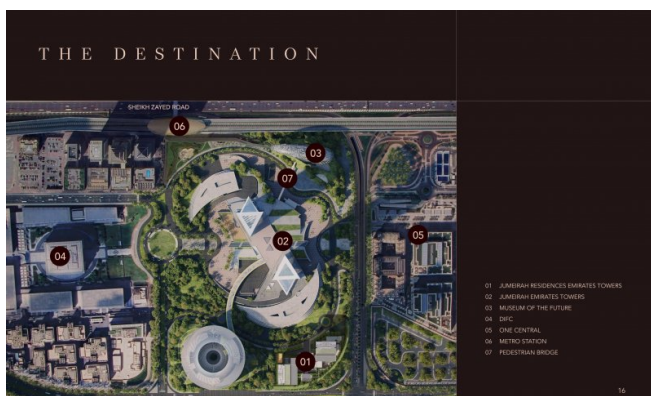 THE DESTINATION
SHEIKH ZAYED ROAD
06
03
07
04
02
05
01
01 JUMEIRAH RESIDENCES EMIRATES TOWERS
02 JUMEIRAH EMIRATES TOWERS
03 MUSEUM OF THE FUTURE
04 DIFC
05 ONE CENTRAL
06 METRO STATION
07 PEDESTRIAN BRIDGE
16